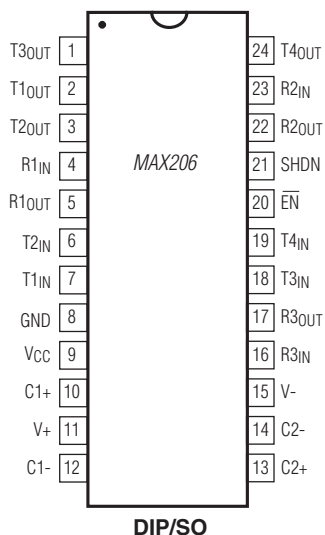 T3OUT 1 24 T4OUT
T1OUT 2 23 R2IN
T2OUT 3 22 R2OUT
R1IN 4 MAX206 21 SHDN
R1OUT 5 20 E̅N̅
T2IN 6 19 T4IN
T1IN 7 18 T3IN
GND 8 17 R3OUT
VCC 9 16 R3IN
C1+ 10 15 V-
V+ 11 14 C2-
C1- 12 13 C2+
DIP/SO